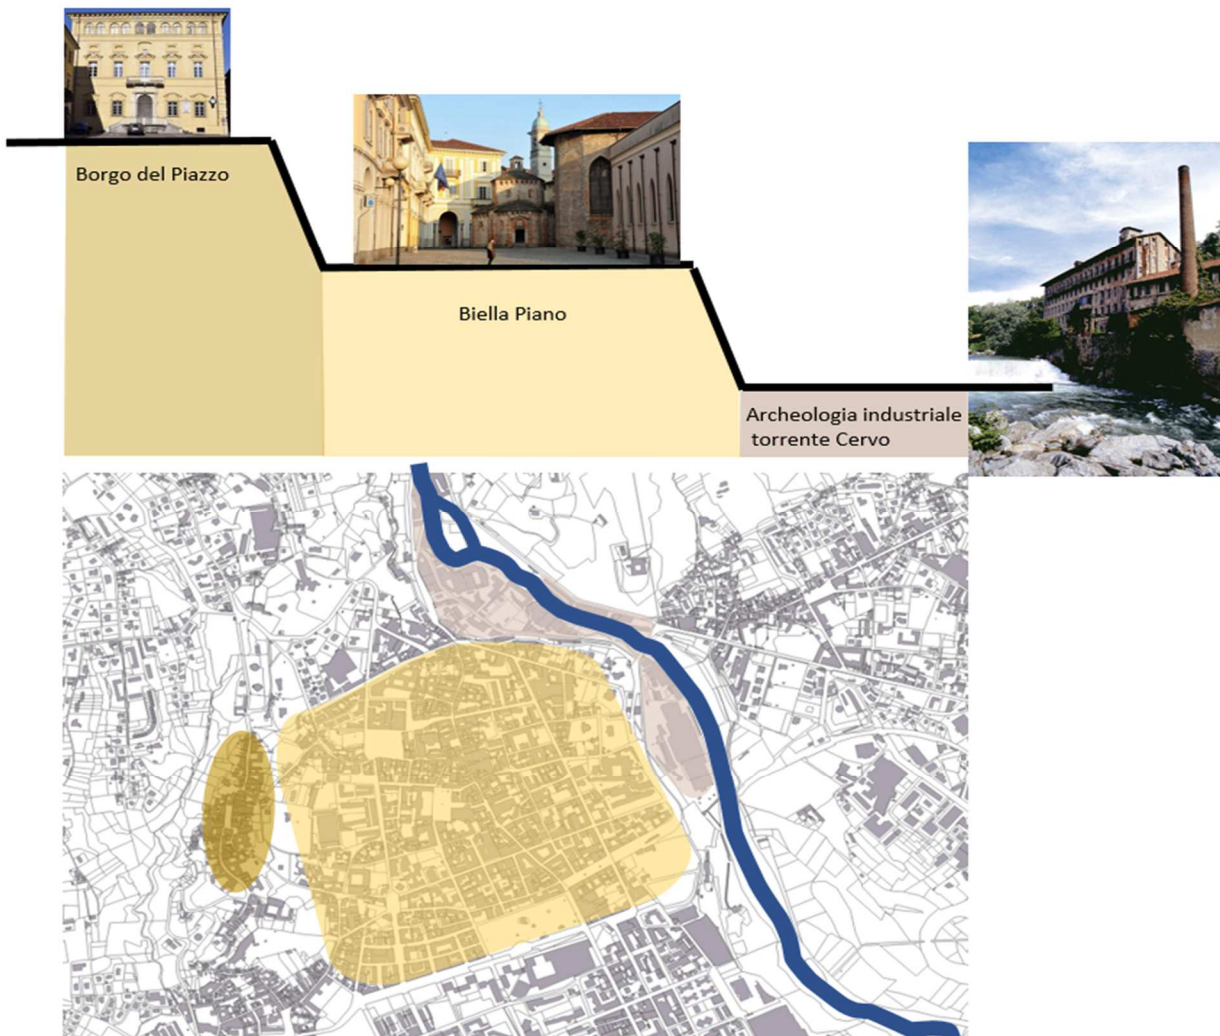 Borgo del Piazzo
Biella Piano
Archeologia industriale
torrente Cervo